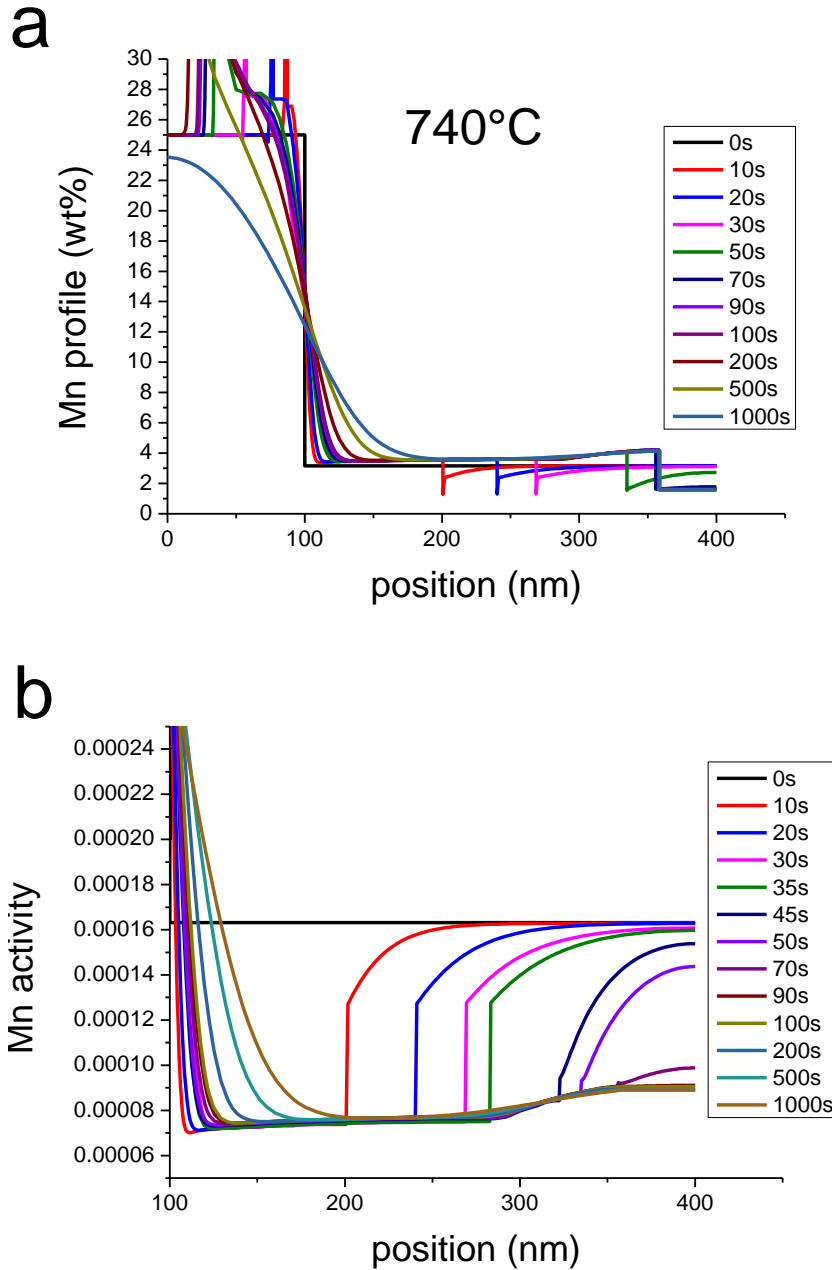 a
740°C
Mn profile (wt%)
30
28
26
24
22
20
18
16
14
12
10
8
6
4
2
0
0
100
200
300
400
position (nm)
0s
10s
20s
30s
50s
70s
90s
100s
200s
500s
1000s
b
Mn activity
0.00024
0.00022
0.00020
0.00018
0.00016
0.00014
0.00012
0.00010
0.00008
0.00006
100
200
300
400
position (nm)
0s
10s
20s
30s
35s
45s
50s
70s
90s
100s
200s
500s
1000s